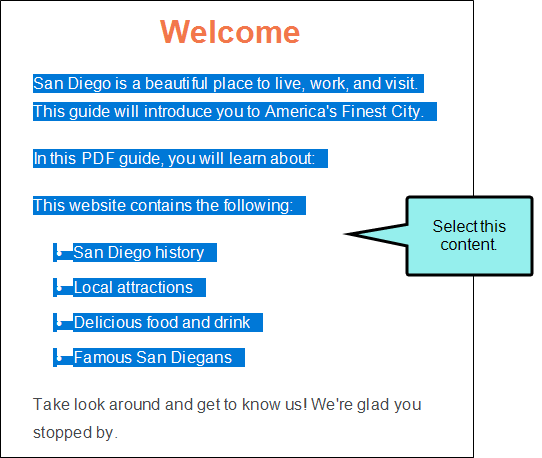 Welcome
San Diego is a beautiful place to live, work, and visit.
This guide will introduce you to America's Finest City.
In this PDF guide, you will learn about:
This website contains the following:
San Diego history
Local attractions
Delicious food and drink
Famous San Diegans
Take look around and get to know us! We're glad you
stopped by.
Select this
content.